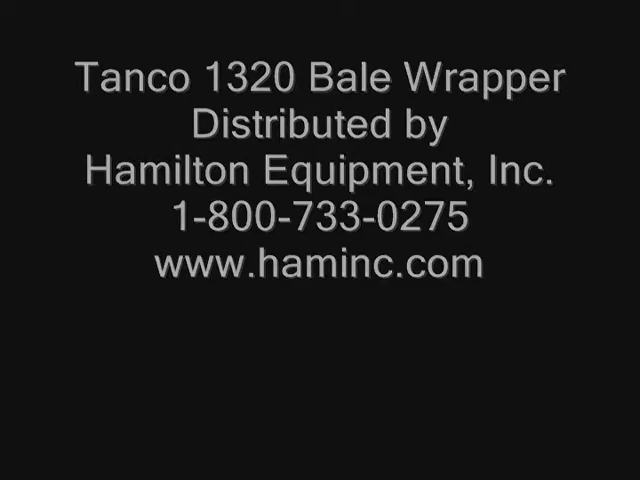 Tanco 1320 Bale Wrapper
Distributed by
Hamilton Equipment, Inc.
1-800-733-0275
www.haminc.com